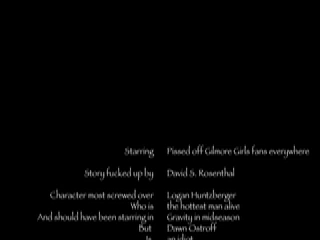 Starring Pissed off Gilmore Girls fans everywhere
Story fucked up by David S. Rosenthal
Character most screwed over Logan Huntzberger
Who is the hottest man alive
And should have been starring in Gravity in midseason
But Dawn Ostroff
Is an idiot